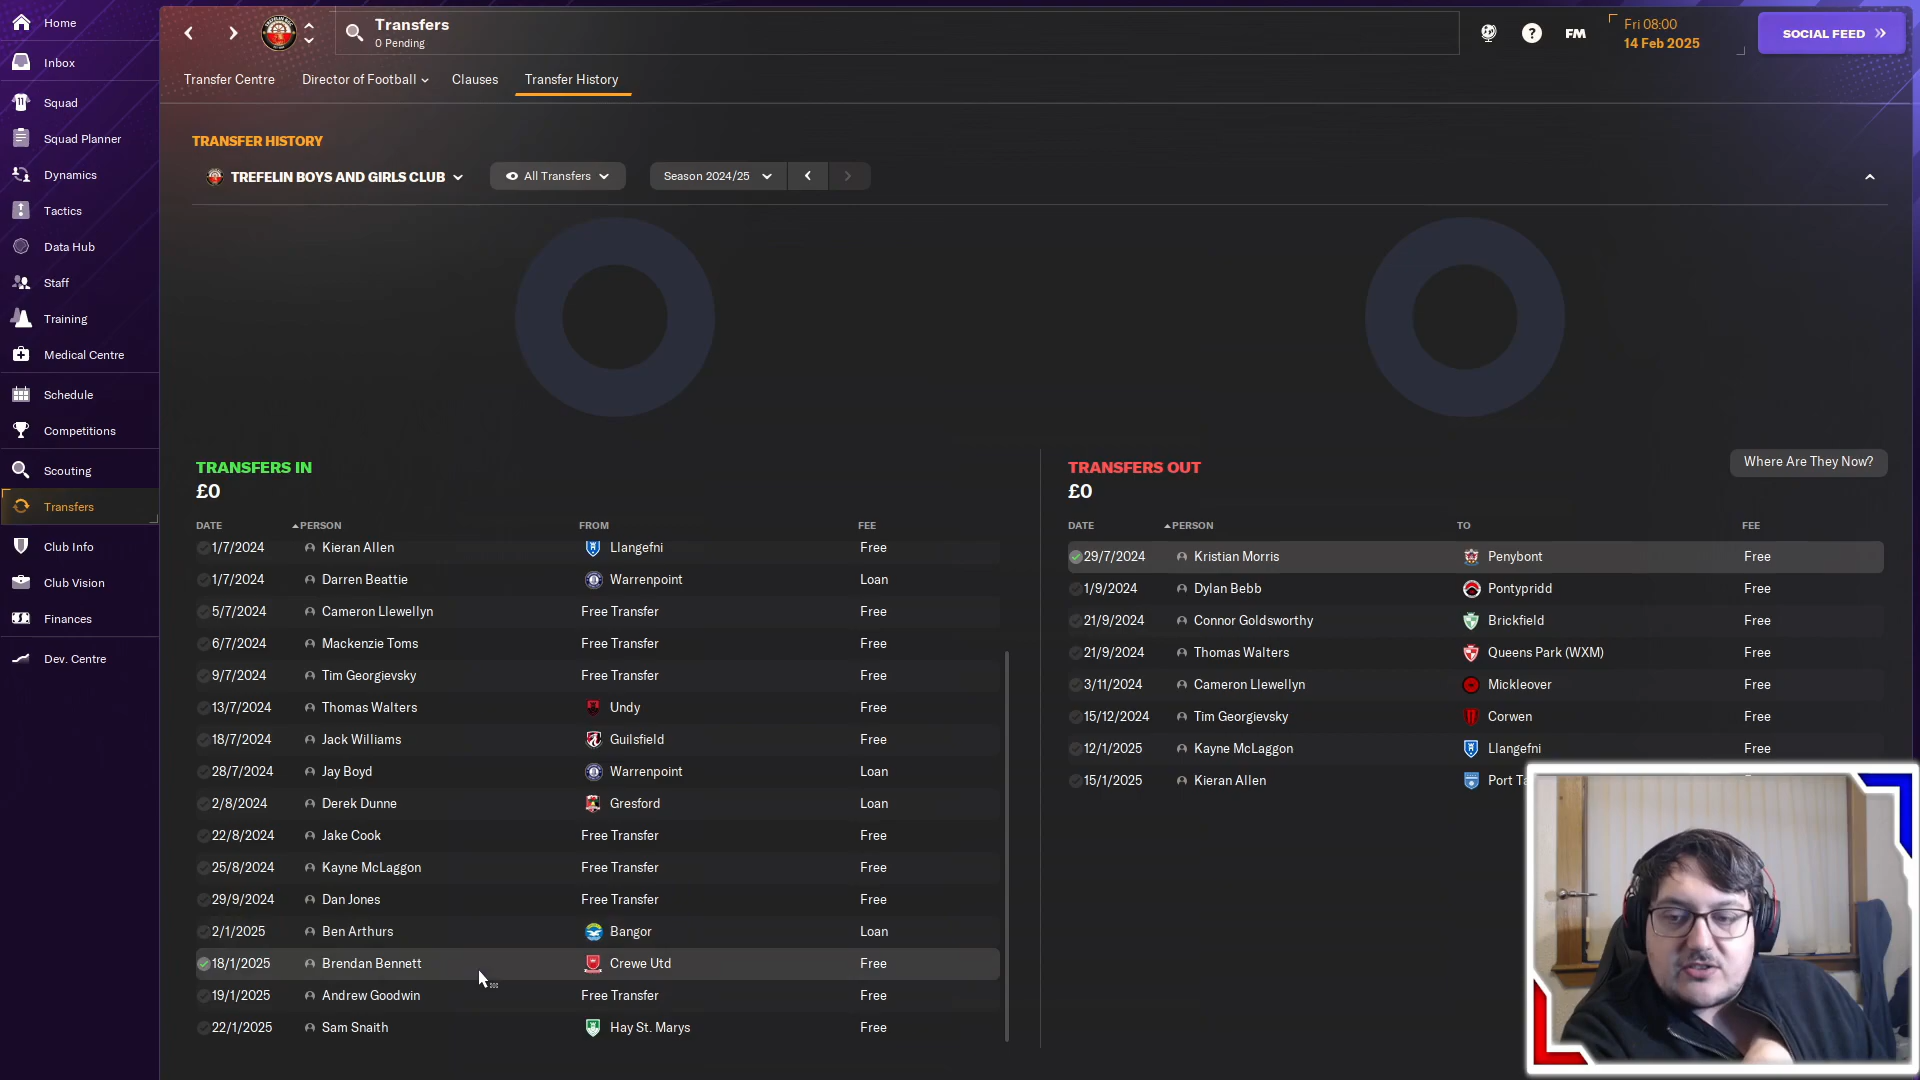 Home
Inbox
Squad
Squad Planner
Dynamics
Tactics
Data Hub
Staff
Training
Medical Centre
Schedule
Competitions
Scouting
Transfers
Club Info
Club Vision
Finances
Dev. Centre
Transfers
0 Pending
FM
Fri 08:00
14 Feb 2025
SOCIAL FEED
Transfer Centre
Director of Football
Clauses
Transfer History
TRANSFER HISTORY
TREFELIN BOYS AND GIRLS CLUB
All Transfers
Season 2024/25
TRANSFERS IN
£0
DATE PERSON FROM FEE
1/7/2024 Kieran Allen Llangefni Free
1/7/2024 Darren Beattie Warrenpoint Loan
5/7/2024 Cameron Llewellyn Free Transfer Free
6/7/2024 Mackenzie Toms Free Transfer Free
9/7/2024 Tim Georgievsky Free Transfer Free
13/7/2024 Thomas Walters Undy Free
18/7/2024 Jack Williams Guilsfield Free
28/7/2024 Jay Boyd Warrenpoint Loan
2/8/2024 Derek Dunne Gresford Loan
22/8/2024 Jake Cook Free Transfer Free
25/8/2024 Kayne McLaggon Free Transfer Free
29/9/2024 Dan Jones Free Transfer Free
2/1/2025 Ben Arthurs Bangor Loan
18/1/2025 Brendan Bennett Crewe Utd Free
19/1/2025 Andrew Goodwin Free Transfer Free
22/1/2025 Sam Snaith Hay St. Marys Free
TRANSFERS OUT
£0
Where Are They Now?
DATE PERSON TO FEE
29/7/2024 Kristian Morris Penybont Free
1/9/2024 Dylan Bebb Pontypridd Free
21/9/2024 Connor Goldsworthy Brickfield Free
21/9/2024 Thomas Walters Queens Park (WXM) Free
3/11/2024 Cameron Llewellyn Mickleover Free
15/12/2024 Tim Georgievsky Corwen Free
12/1/2025 Kayne McLaggon Llangefni Free
15/1/2025 Kieran Allen Port